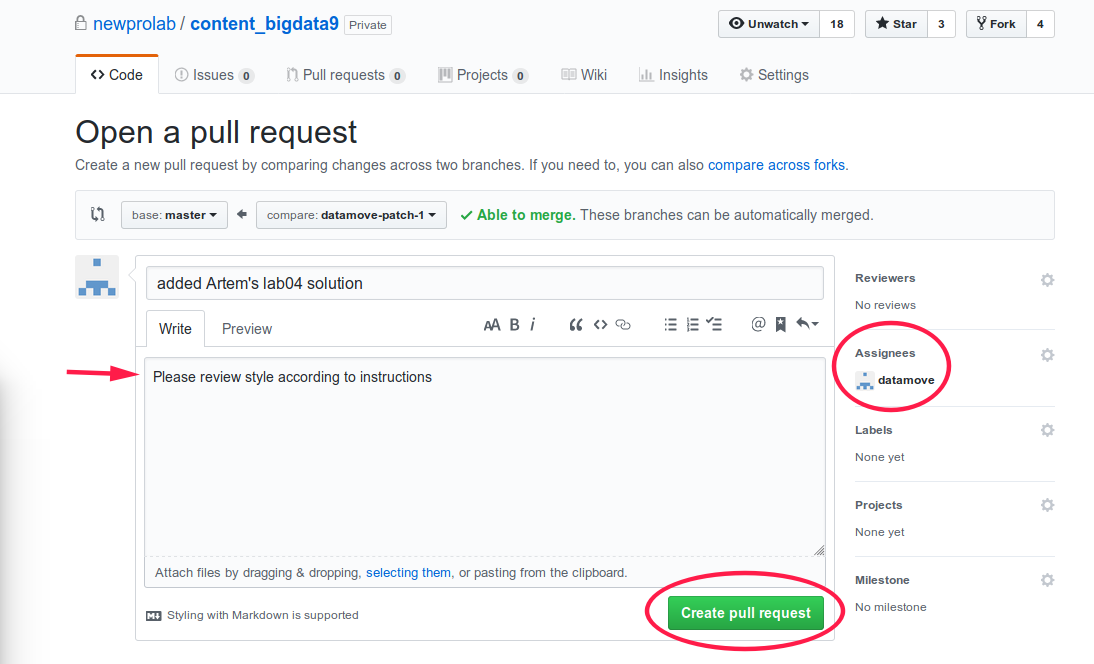 newprolab / content_bigdata9 Private
Unwatch 18 Star 3 Fork 4
Code Issues 0 Pull requests 0 Projects 0 Wiki Insights Settings
Open a pull request
Create a new pull request by comparing changes across two branches. If you need to, you can also compare across forks.
base: master compare: datamove-patch-1 Able to merge. These branches can be automatically merged.
added Artem's lab04 solution
Write Preview
AA B i @
Please review style according to instructions
Attach files by dragging & dropping, selecting them, or pasting from the clipboard.
Styling with Markdown is supported
Create pull request
Reviewers
No reviews
Assignees
datamove
Labels
None yet
Projects
None yet
Milestone
No milestone